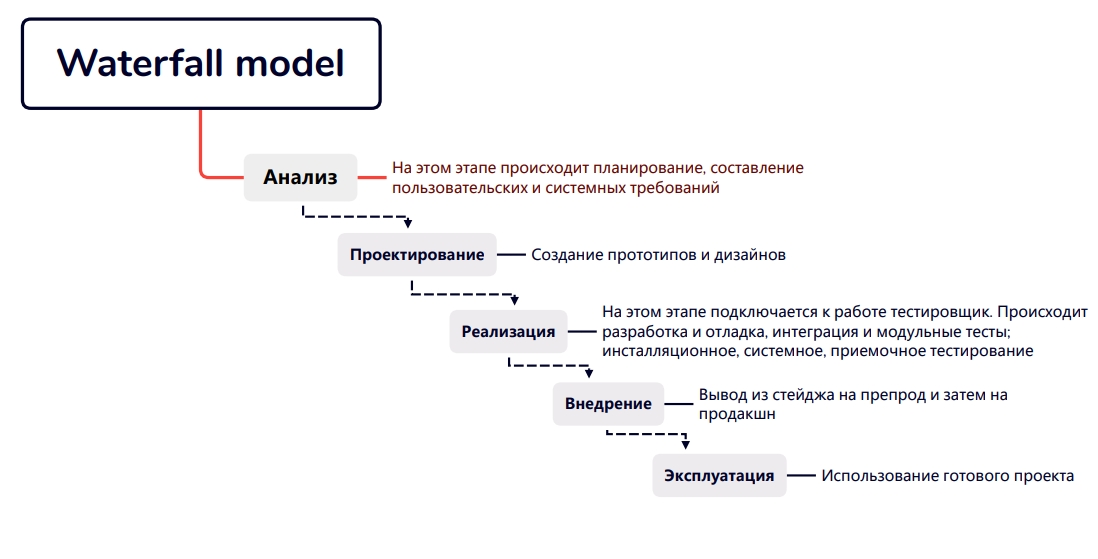 Waterfall model
Анализ
На этом этапе происходит планирование, составление
пользовательских и системных требований
Проектирование
Создание прототипов и дизайнов
Реализация
На этом этапе подключается к работе тестировщик. Происходит
разработка и отладка, интеграция и модульные тесты;
инсталляционное, системное, приемочное тестирование
Внедрение
Вывод из стейджа на препрод и затем на
продакшн
Эксплуатация
Использование готового проекта